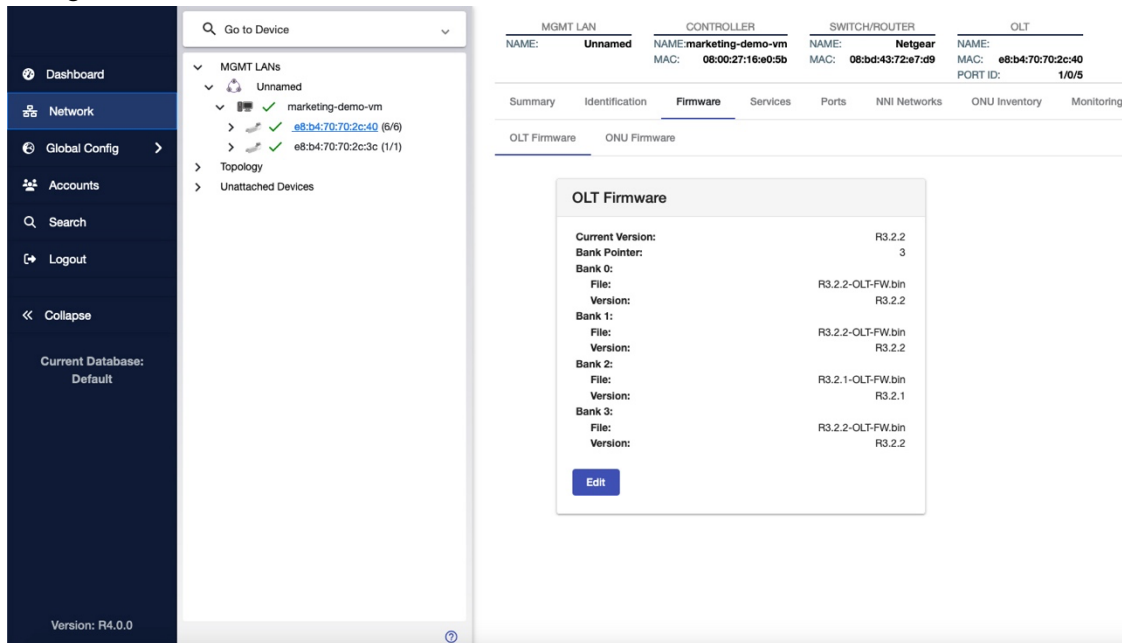 Dashboard
Network
Global Config
Accounts
Search
Logout
Collapse
Current Database:
Default
Version: R4.0.0
Go to Device
MGMT LANs
Unnamed
marketing-demo-vm
e8:b4:70:70:2c:40 (6/6)
e8:b4:70:70:2c:3c (1/1)
Topology
Unattached Devices
MGMT LAN CONTROLLER SWITCH/ROUTER OLT
NAME: Unnamed NAME:marketing-demo-vm NAME: Netgear NAME:
MAC: 08:00:27:16:e0:5b MAC: 08:bd:43:72:e7:d9 MAC: e8:b4:70:70:2c:40
PORT ID: 1/0/5
Summary Identification Firmware Services Ports NNI Networks ONU Inventory Monitoring
OLT Firmware ONU Firmware
OLT Firmware
Current Version: R3.2.2
Bank Pointer: 3
Bank 0:
File: R3.2.2-OLT-FW.bin
Version: R3.2.2
Bank 1:
File: R3.2.2-OLT-FW.bin
Version: R3.2.2
Bank 2:
File: R3.2.1-OLT-FW.bin
Version: R3.2.1
Bank 3:
File: R3.2.2-OLT-FW.bin
Version: R3.2.2
Edit